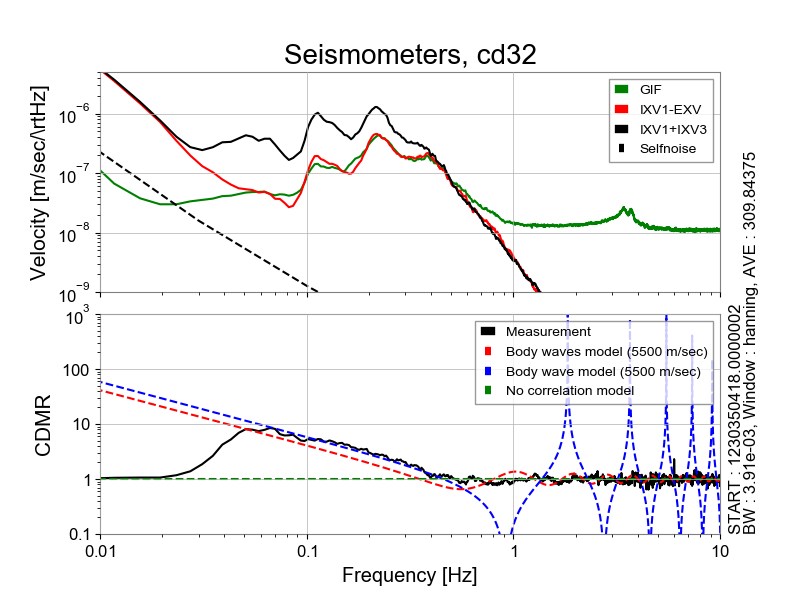 Seismometers, cd32
Velocity [m/sec/\rtHz]
10^-6
10^-7
10^-8
10^-9
GIF
IXV1-EXV
IXV1+IXV3
Selfnoise
CDMR
10^3
100
10
1
0.1
Measurement
Body waves model (5500 m/sec)
Body wave model (5500 m/sec)
No correlation model
0.01
0.1
1
10
Frequency [Hz]
START : 1230350418.0000002
BW : 3.91e-03, Window : hanning, AVE : 309.84375